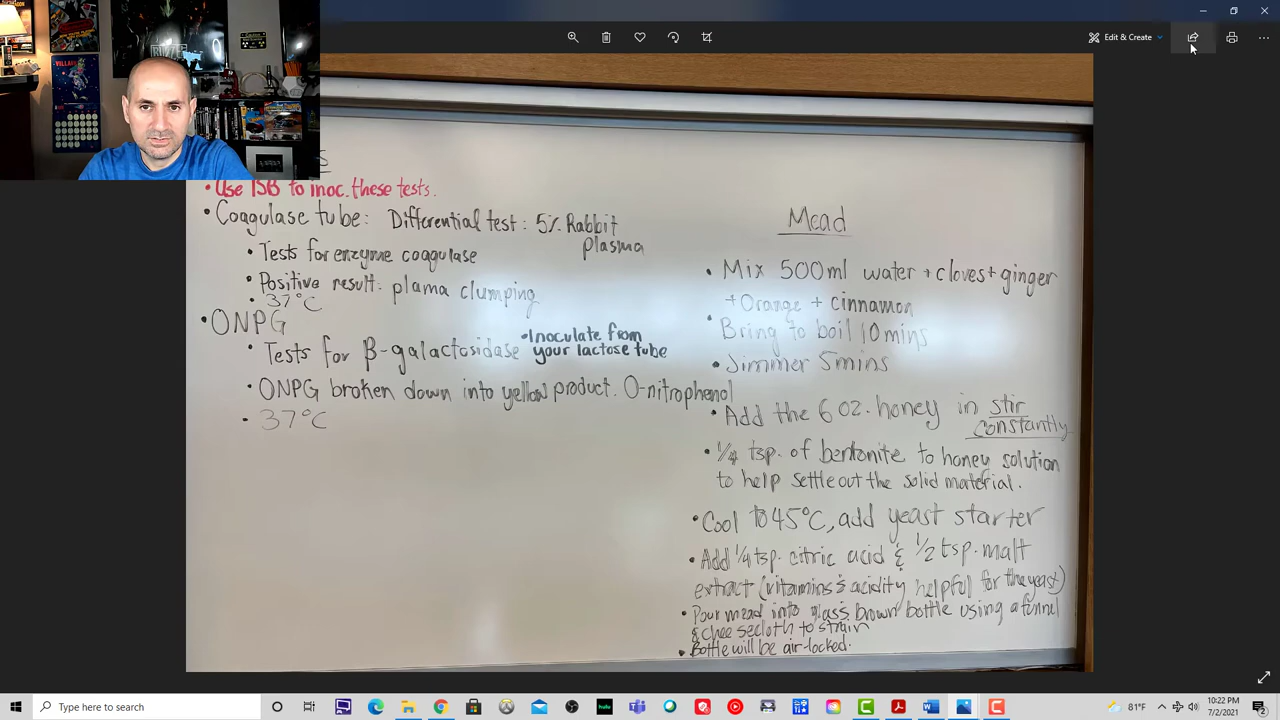 Edit & Create
• Use TSB to inoc. these tests.
• Coagulase tube: Differential test: 5% Rabbit
plasma
• Tests for enzyme coagulase
• Positive result: plama clumping
• 37°C
• ONPG
• Tests for β-galactosidase
•Inoculate from
your lactose tube
• ONPG broken down into yellow product. O-nitrophenol
• 37°C
Mead
• Mix 500ml water + cloves + ginger
+ Orange + cinnamon
• Bring to boil 10 mins
• Simmer 5 mins
• Add the 6 oz. honey in stir
constantly
• 1/4 tsp. of bentonite to honey solution
to help settle out the solid material.
• Cool to 45°C, add yeast starter
• Add 1/4 tsp. citric acid & 1/2 tsp. malt
extract (vitamins & acidity helpful for the yeast)
• Pour mead into glass brown bottle using a funnel
& cheesecloth to strain
• Bottle will be air-locked.
Type here to search
hulu
81°F
10:22 PM
7/2/2021